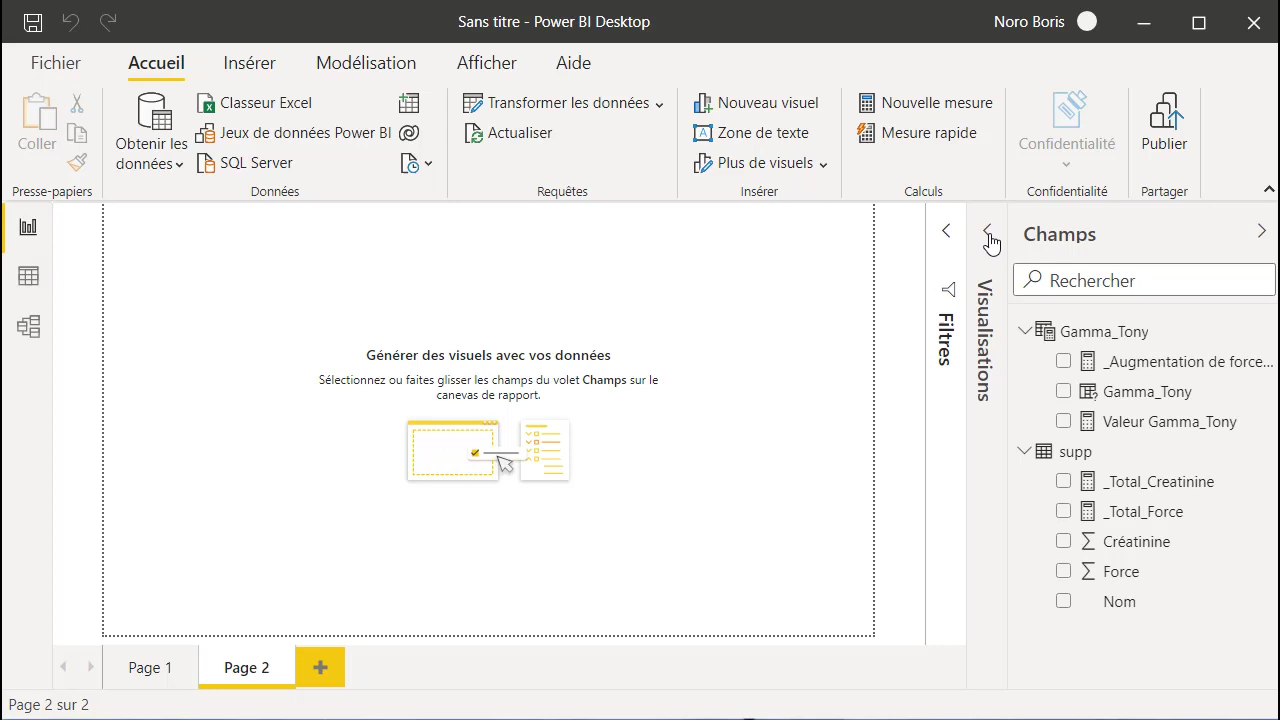 Sans titre - Power BI Desktop
Noro Boris
Fichier
Accueil
Insérer
Modélisation
Afficher
Aide
Coller
Presse-papiers
Obtenir les
données
Classeur Excel
Jeux de données Power BI
SQL Server
Données
Transformer les données
Actualiser
Requêtes
Nouveau visuel
Zone de texte
Plus de visuels
Insérer
Nouvelle mesure
Mesure rapide
Calculs
Confidentialité
Confidentialité
Publier
Partager
Générer des visuels avec vos données
Sélectionnez ou faites glisser les champs du volet Champs sur le
canevas de rapport.
Filtres
Visualisations
Champs
Rechercher
Gamma_Tony
_Augmentation de force...
Gamma_Tony
Valeur Gamma_Tony
supp
_Total_Creatinine
_Total_Force
Créatinine
Force
Nom
Page 1
Page 2
Page 2 sur 2